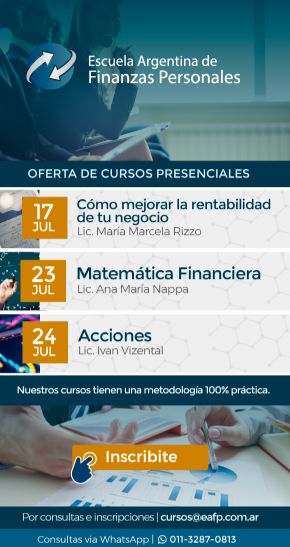 Escuela Argentina de
Finanzas Personales
OFERTA DE CURSOS PRESENCIALES
17
JUL
Cómo mejorar la rentabilidad
de tu negocio
Lic. María Marcela Rizzo
23
JUL
Matemática Financiera
Lic. Ana María Nappa
24
JUL
Acciones
Lic. Ivan Vizental
Nuestros cursos tienen una metodología 100% práctica.
Inscribite
Por consultas e inscripciones | cursos@eafp.com.ar
Consultas via WhatsApp | 011-3287-0813